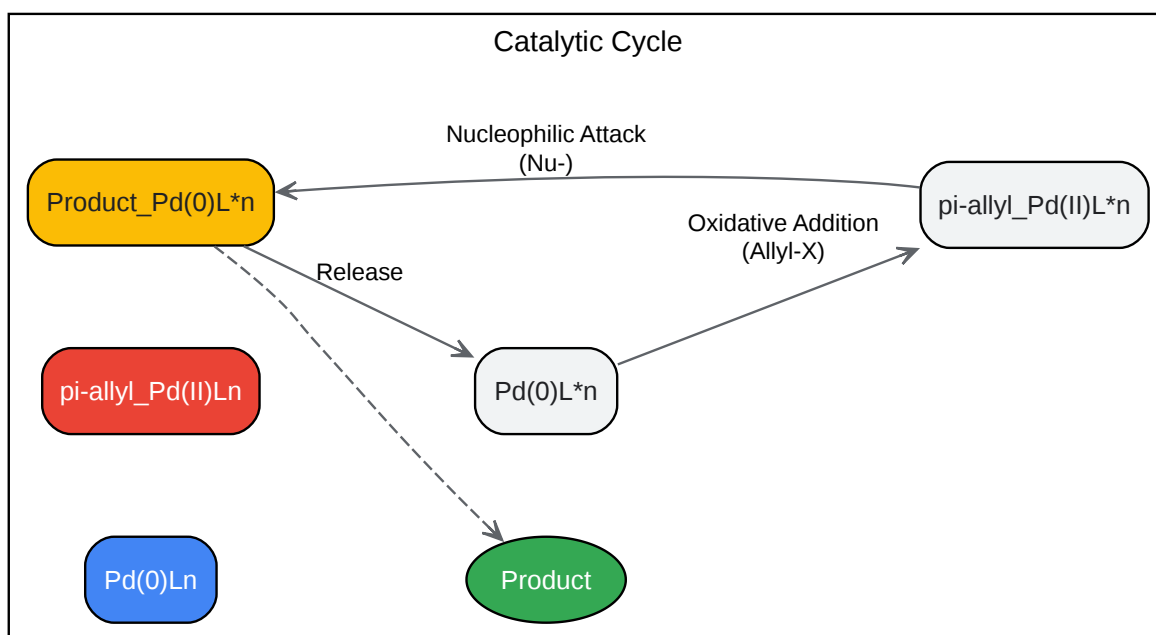 Catalytic Cycle
Nucleophilic Attack
(Nu-)
Product_Pd(0)L*n
pi-allyl_Pd(II)L*n
Oxidative Addition
(Allyl-X)
Release
pi-allyl_Pd(II)Ln
Pd(0)L*n
Pd(0)Ln
Product